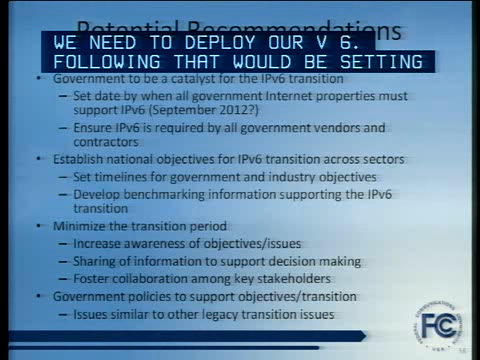 Potential Recommendations
WE NEED TO DEPLOY OUR V 6.
FOLLOWING THAT WOULD BE SETTING
• Government to be a catalyst for the IPv6 transition
– Set date by when all government Internet properties must
support IPv6 (September 2012?)
– Ensure IPv6 is required by all government vendors and
contractors
• Establish national objectives for IPv6 transition across sectors
– Set timelines for government and industry objectives
– Develop benchmarking information supporting the IPv6
transition
• Minimize the transition period
– Increase awareness of objectives/issues
– Sharing of information to support decision making
– Foster collaboration among key stakeholders
• Government policies to support objectives/transition
– Issues similar to other legacy transition issues
FEDERAL COMMUNICATIONS COMMISSION
FCC
USA